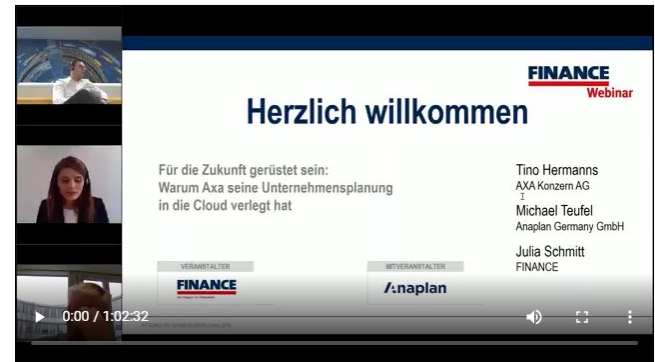 FINANCE
Webinar
Herzlich willkommen
Für die Zukunft gerüstet sein:
Warum Axa seine Unternehmensplanung
in die Cloud verlegt hat
Tino Hermanns
AXA Konzern AG
Michael Teufel
Anaplan Germany GmbH
Julia Schmitt
FINANCE
VERANSTALTER
FINANCE
MITVERANSTALTER
Anaplan
0:00 / 1:02:32